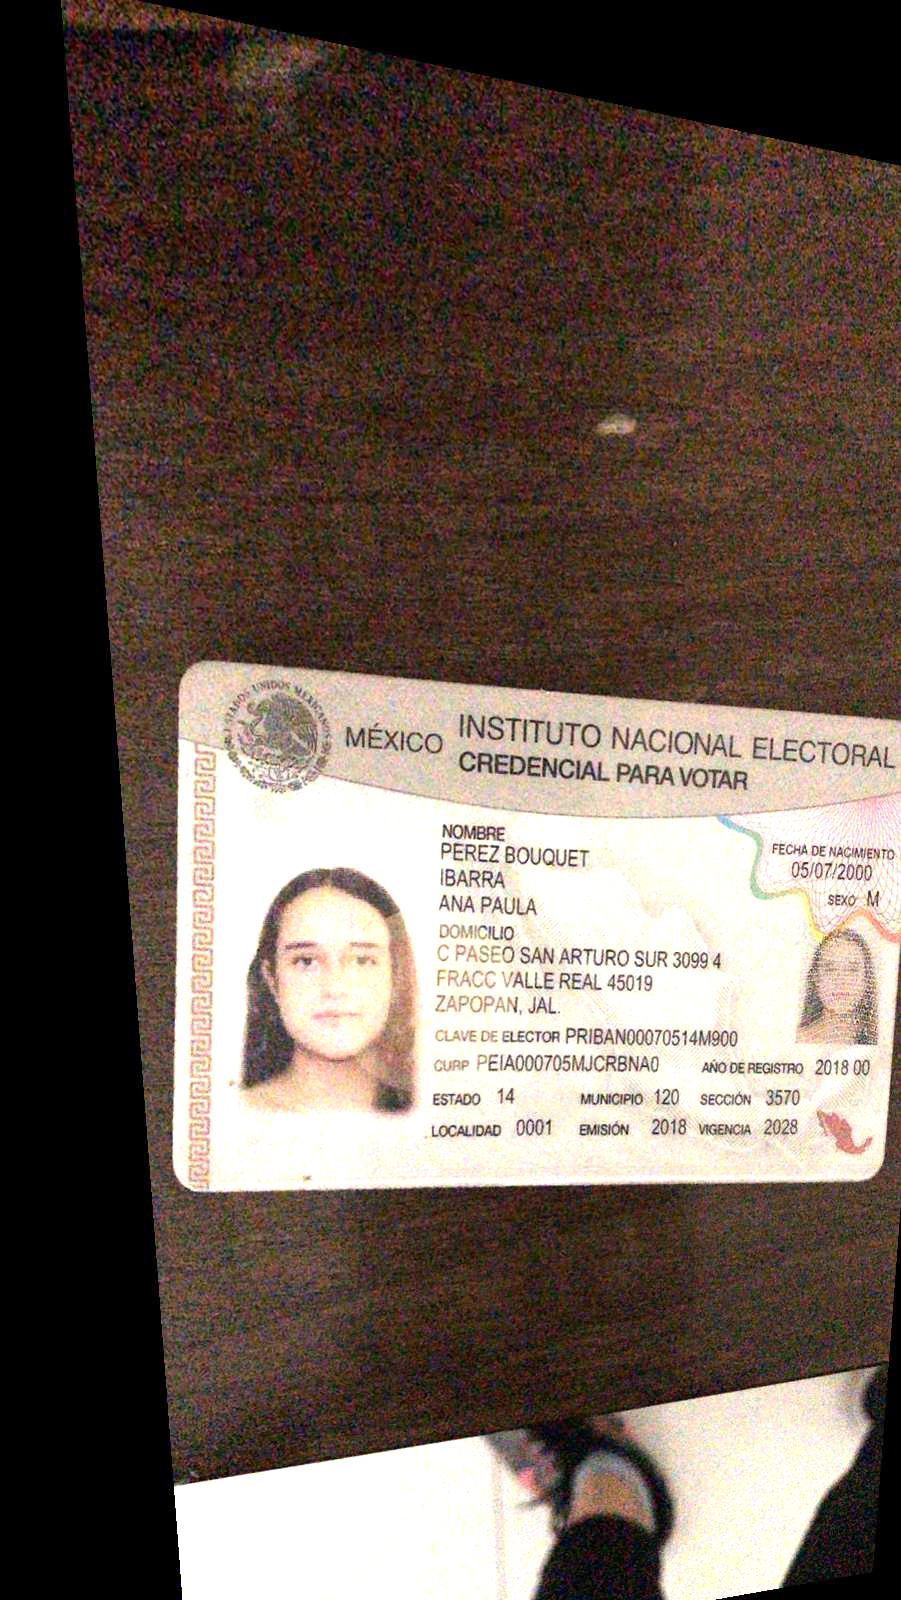 ESTADOS UNIDOS MEXICANOS
MÉXICO INSTITUTO NACIONAL ELECTORAL
CREDENCIAL PARA VOTAR
NOMBRE
PEREZ BOUQUET
IBARRA
ANA PAULA
FECHA DE NACIMIENTO
05/07/2000
SEXO M
DOMICILIO
C PASEO SAN ARTURO SUR 3099 4
FRACC VALLE REAL 45019
ZAPOPAN, JAL.
CLAVE DE ELECTOR PRIBAN00070514M900
CURP PEIA000705MJCRBNA0 AÑO DE REGISTRO 2018 00
ESTADO 14 MUNICIPIO 120 SECCIÓN 3570
LOCALIDAD 0001 EMISIÓN 2018 VIGENCIA 2028